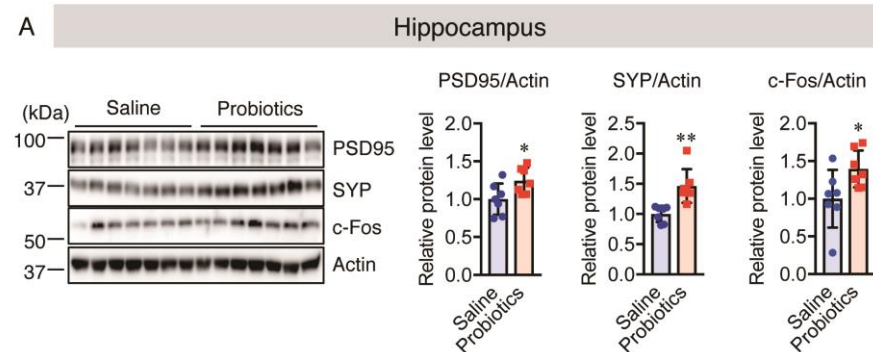 A
Hippocampus
(kDa)
Saline
Probiotics
100
PSD95
37
SYP
c-Fos
50
Actin
37
PSD95/Actin
Relative protein level
2.0
1.5
1.0
0.5
0.0
*
Saline
Probiotics
SYP/Actin
Relative protein level
2.5
2.0
1.5
1.0
0.5
0.0
**
Saline
Probiotics
c-Fos/Actin
Relative protein level
2.0
1.5
1.0
0.5
0.0
*
Saline
Probiotics